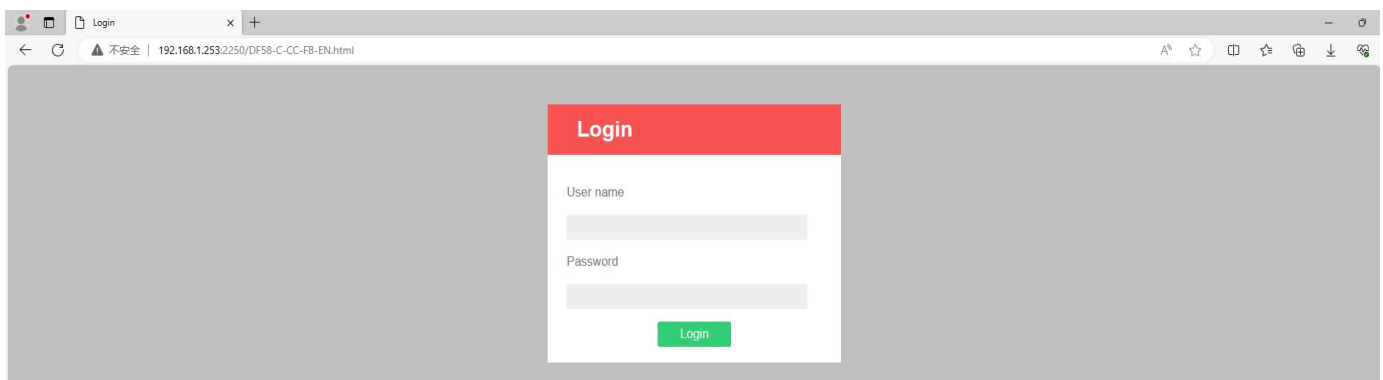 Login
不安全 | 192.168.1.253:2250/DF58-C-CC-FB-EN.html
Login
User name
Password
Login